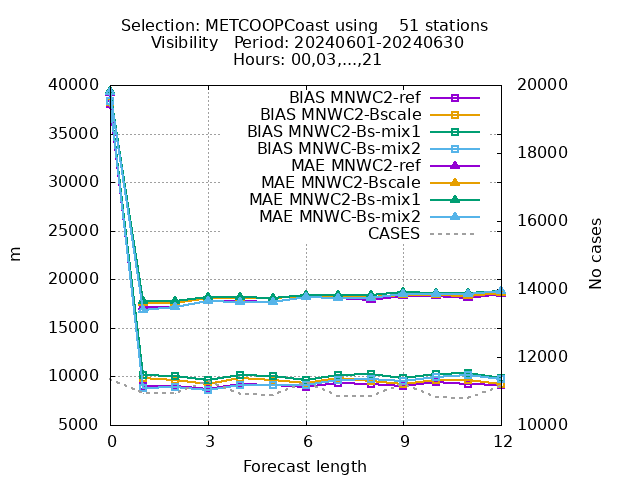 Selection: METCOOPCoast using    51 stations
Visibility   Period: 20240601-20240630
Hours: 00,03,...,21
40000
35000
30000
25000
20000
15000
10000
5000
m
20000
18000
16000
14000
12000
10000
No cases
BIAS MNWC2-ref
BIAS MNWC2-Bscale
BIAS MNWC2-Bs-mix1
BIAS MNWC-Bs-mix2
MAE MNWC2-ref
MAE MNWC2-Bscale
MAE MNWC2-Bs-mix1
MAE MNWC-Bs-mix2
CASES
0 3 6 9 12
Forecast length